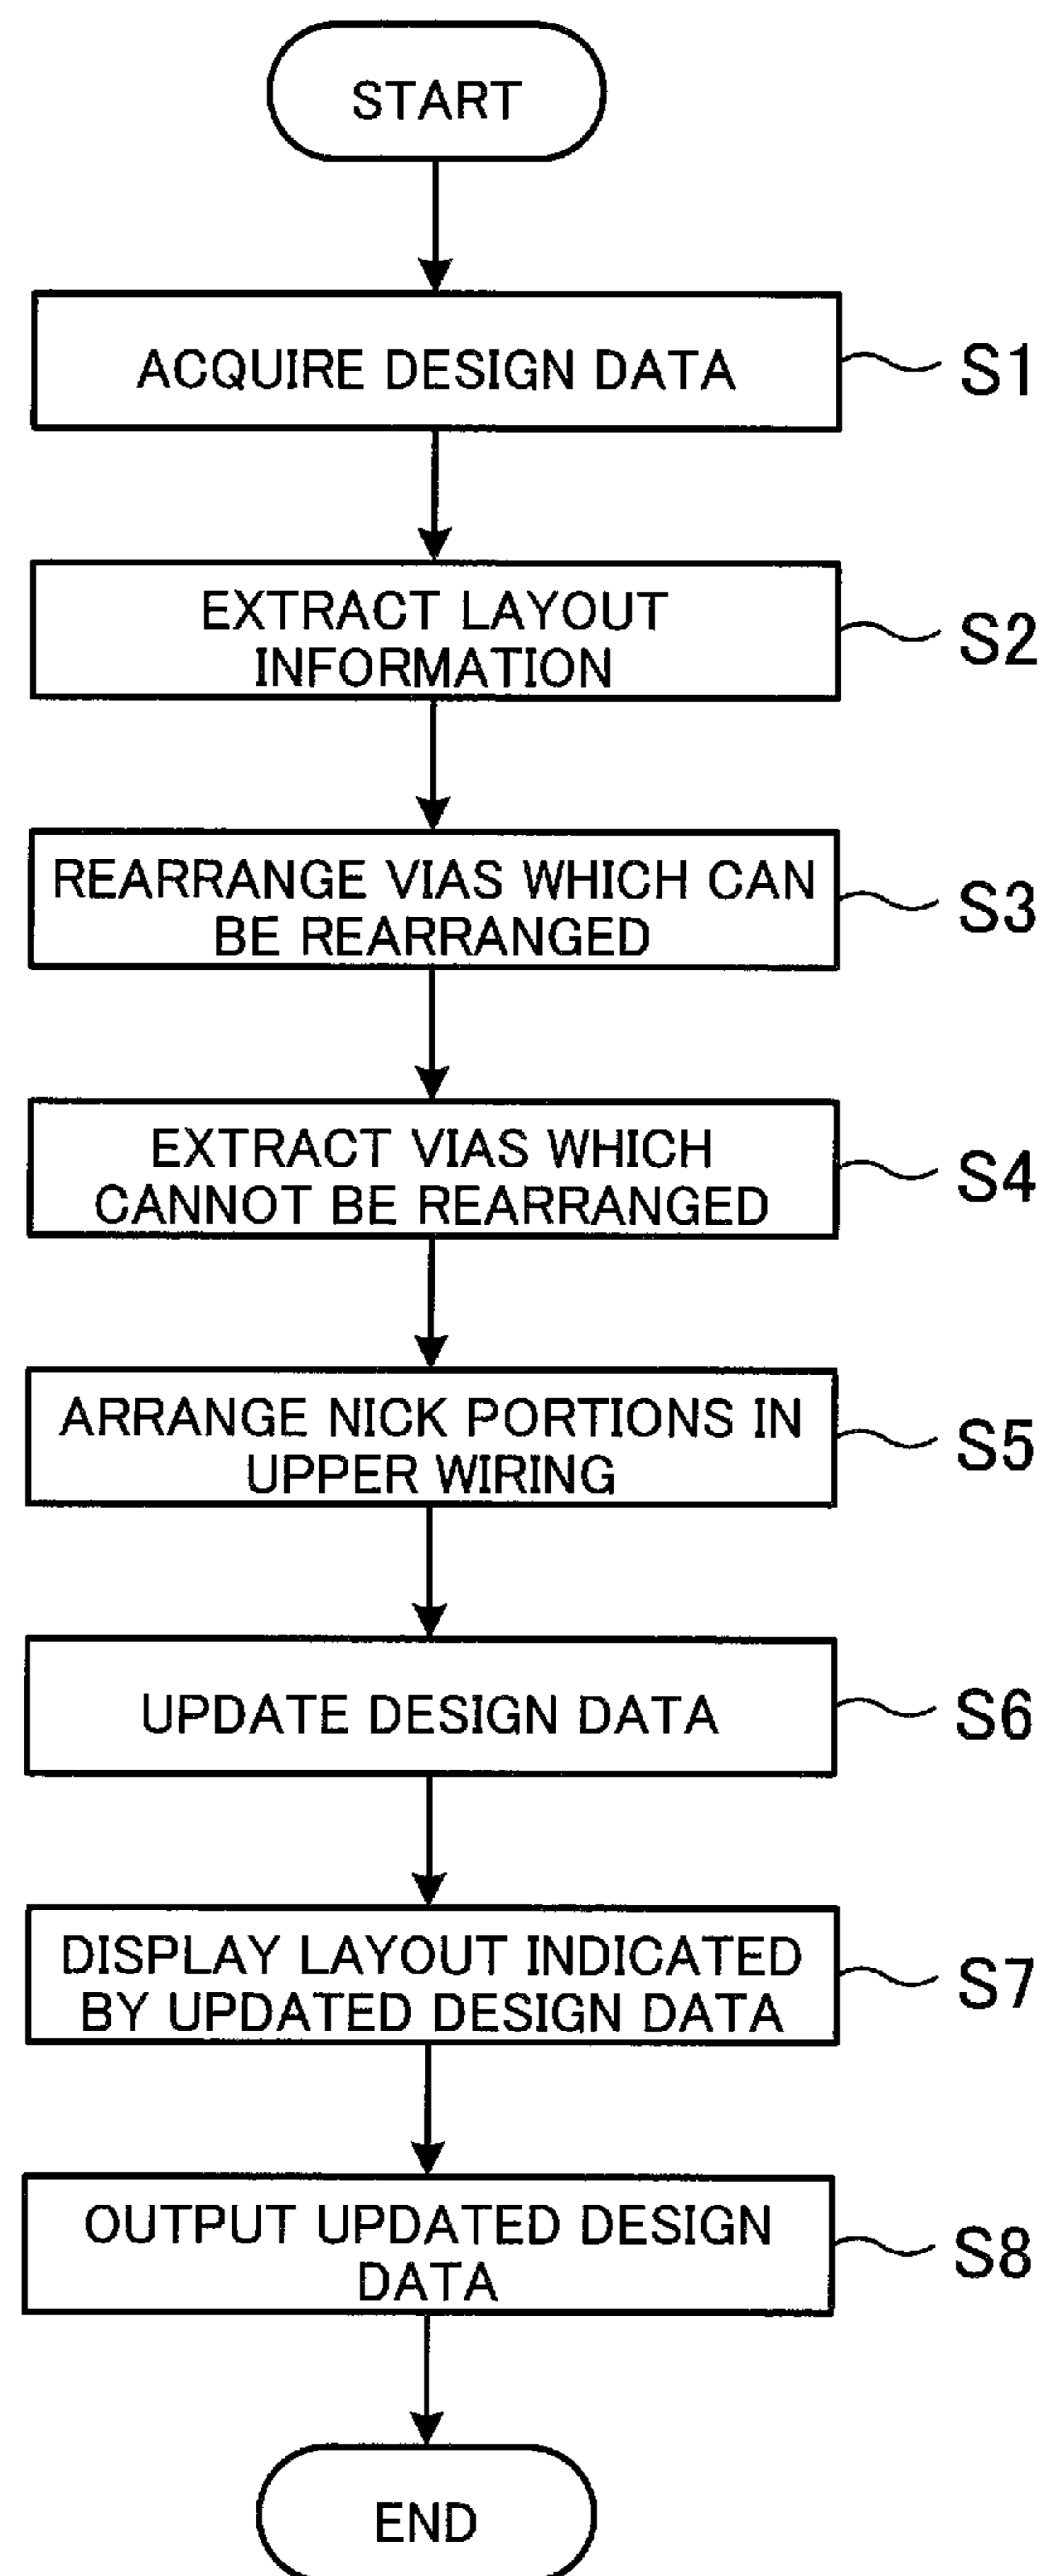 START
ACQUIRE DESIGN DATA
S1
EXTRACT LAYOUT
INFORMATION
S2
REARRANGE VIAS WHICH CAN
BE REARRANGED
S3
EXTRACT VIAS WHICH
CANNOT BE REARRANGED
S4
ARRANGE NICK PORTIONS IN
UPPER WIRING
S5
UPDATE DESIGN DATA
S6
DISPLAY LAYOUT INDICATED
BY UPDATED DESIGN DATA
S7
OUTPUT UPDATED DESIGN
DATA
S8
END